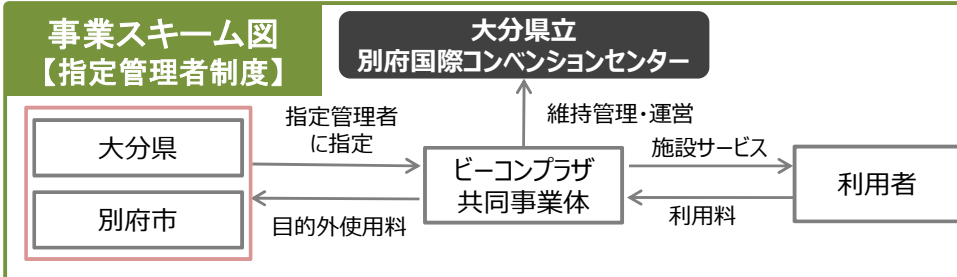 事業スキーム図
【指定管理者制度】
大分県立
別府国際コンベンションセンター
指定管理者
に指定
維持管理・運営
施設サービス
大分県
ビーコンプラザ
共同事業体
利用者
別府市
目的外使用料
利用料